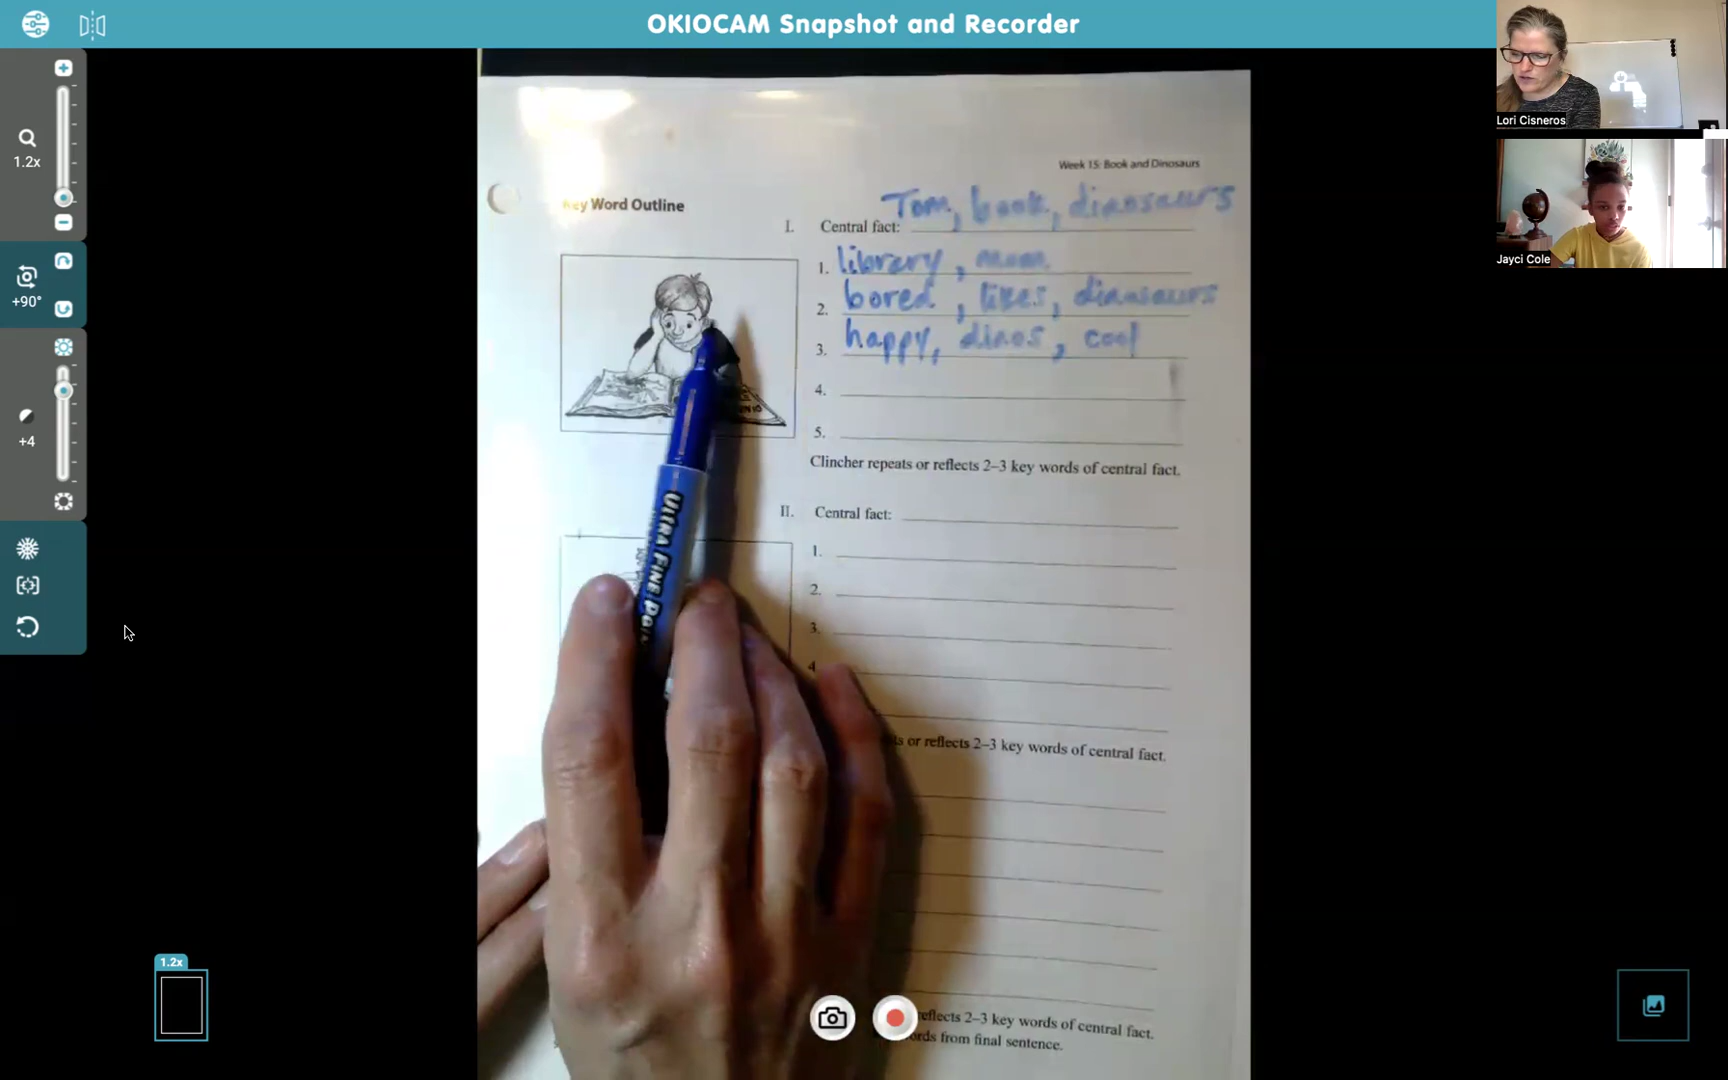 OKIOCAM Snapshot and Recorder
Lori Cisneros
Jayci Cole
1.2x
+90°
+4
1.2x
Week 15: Book and Dinosaurs
Key Word Outline
Tom, book, dinosaurs
I. Central fact:
1. library, mom
2. bored, likes, dinosaurs
3. happy, dinos, cool
4.
5.
Clincher repeats or reflects 2–3 key words of central fact.
II. Central fact:
1.
2.
3.
4
or reflects 2–3 key words of central fact.
reflects 2–3 key words of central fact.
from final sentence.
ULTRA FINE